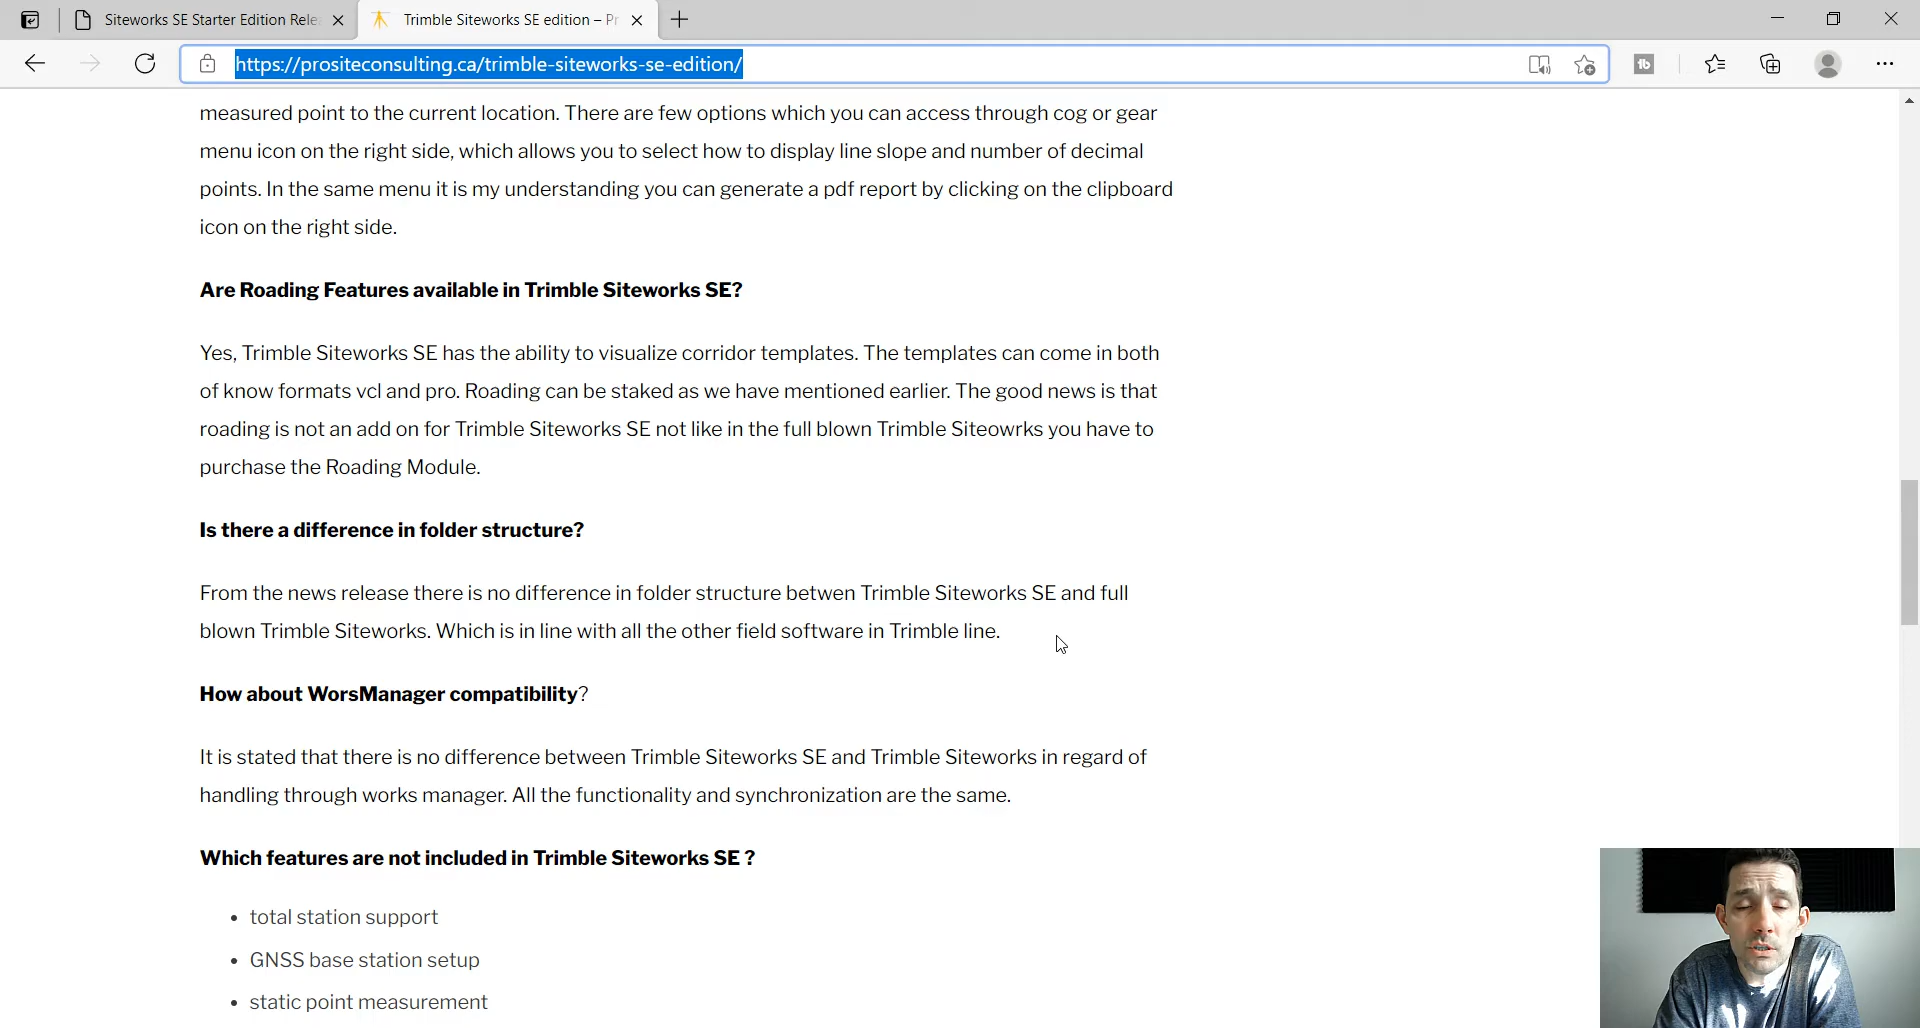 Siteworks SE Starter Edition Rele
Trimble Siteworks SE edition – Pr
https://prositeconsulting.ca/trimble-siteworks-se-edition/
measured point to the current location. There are few options which you can access through cog or gear
menu icon on the right side, which allows you to select how to display line slope and number of decimal
points. In the same menu it is my understanding you can generate a pdf report by clicking on the clipboard
icon on the right side.
Are Roading Features available in Trimble Siteworks SE?
Yes, Trimble Siteworks SE has the ability to visualize corridor templates. The templates can come in both
of know formats vcl and pro. Roading can be staked as we have mentioned earlier. The good news is that
roading is not an add on for Trimble Siteworks SE not like in the full blown Trimble Siteowrks you have to
purchase the Roading Module.
Is there a difference in folder structure?
From the news release there is no difference in folder structure betwen Trimble Siteworks SE and full
blown Trimble Siteworks. Which is in line with all the other field software in Trimble line.
How about WorsManager compatibility?
It is stated that there is no difference between Trimble Siteworks SE and Trimble Siteworks in regard of
handling through works manager. All the functionality and synchronization are the same.
Which features are not included in Trimble Siteworks SE ?
• total station support
• GNSS base station setup
• static point measurement